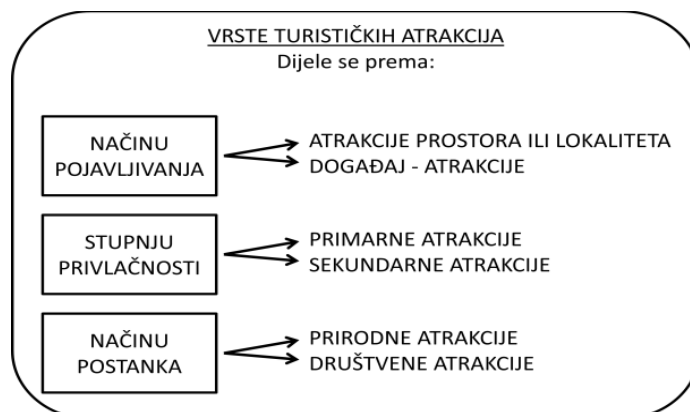 VRSTE TURISTIČKIH ATRAKCIJA
Dijele se prema:
NAČINU
POJAVLJIVANJA
ATRAKCIJE PROSTORA ILI LOKALITETA
DOGAĐAJ - ATRAKCIJE
STUPNJU
PRIVLAČNOSTI
PRIMARNE ATRAKCIJE
SEKUNDARNE ATRAKCIJE
NAČINU
POSTANKA
PRIRODNE ATRAKCIJE
DRUŠTVENE ATRAKCIJE